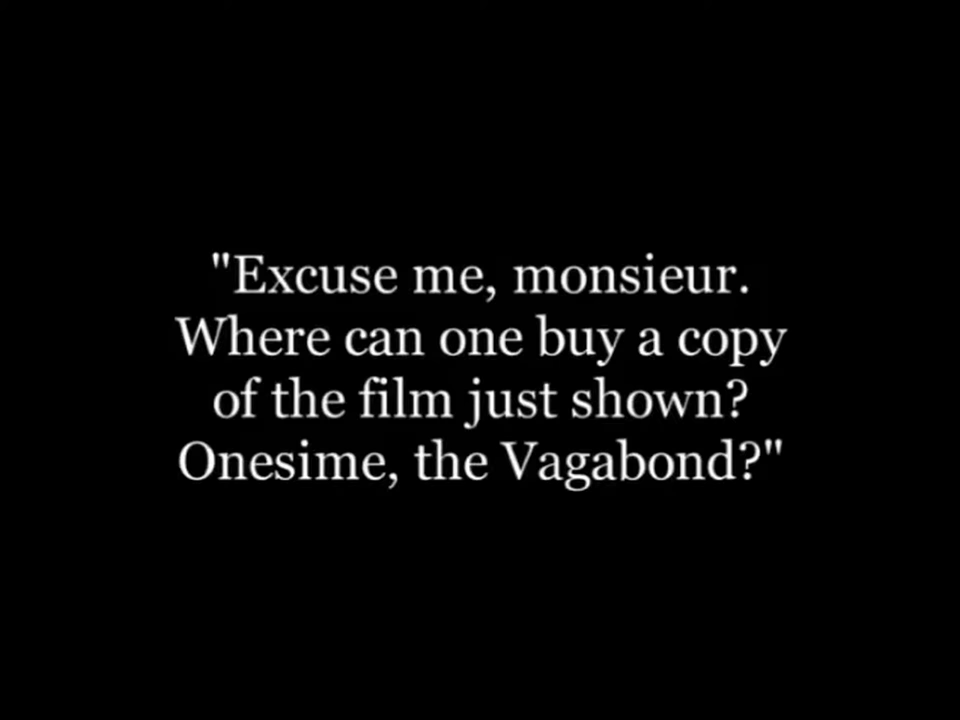 "Excuse me, monsieur.
Where can one buy a copy
of the film just shown?
Onesime, the Vagabond?"